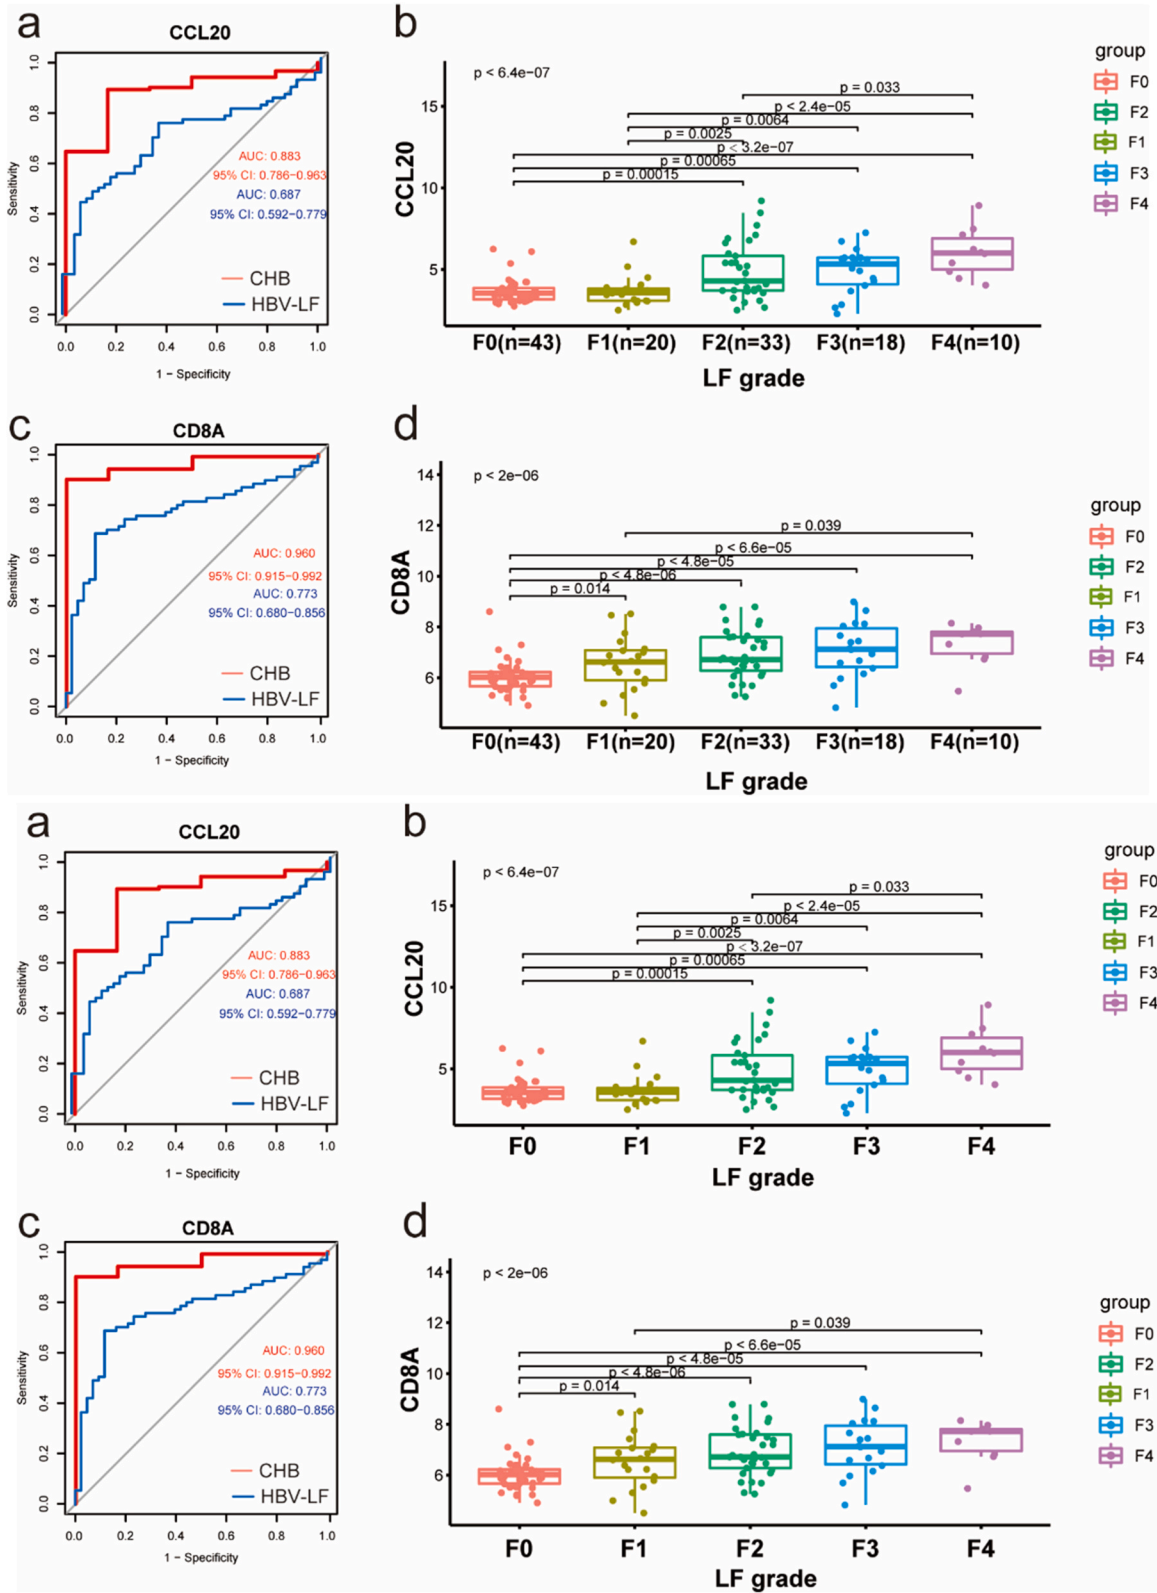 a
CCL20
1.0
0.8
0.6
0.4
0.2
0.0
Sensitivity
AUC: 0.883
95% CI: 0.786–0.963
AUC: 0.687
95% CI: 0.592–0.779
CHB
HBV-LF
0.0 0.2 0.4 0.6 0.8 1.0
1 – Specificity
b
p < 6.4e-07
15
10
5
CCL20
p = 0.033
p < 2.4e-05
p = 0.0064
p = 0.0025
p < 3.2e-07
p = 0.00065
p = 0.00015
F0(n=43) F1(n=20) F2(n=33) F3(n=18) F4(n=10)
LF grade
group
F0
F2
F1
F3
F4
c
CD8A
1.0
0.8
0.6
0.4
0.2
0.0
Sensitivity
AUC: 0.960
95% CI: 0.915–0.992
AUC: 0.773
95% CI: 0.680–0.856
CHB
HBV-LF
0.0 0.2 0.4 0.6 0.8 1.0
1 – Specificity
d
p < 2e-06
14
12
10
8
6
CD8A
p = 0.039
p < 6.6e-05
p < 4.8e-05
p < 4.8e-06
p = 0.014
F0(n=43) F1(n=20) F2(n=33) F3(n=18) F4(n=10)
LF grade
group
F0
F2
F1
F3
F4
a
CCL20
1.0
0.8
0.6
0.4
0.2
0.0
Sensitivity
AUC: 0.883
95% CI: 0.786–0.963
AUC: 0.687
95% CI: 0.592–0.779
CHB
HBV-LF
0.0 0.2 0.4 0.6 0.8 1.0
1 – Specificity
b
p < 6.4e-07
15
10
5
CCL20
p = 0.033
p < 2.4e-05
p = 0.0064
p = 0.0025
p < 3.2e-07
p = 0.00065
p = 0.00015
F0 F1 F2 F3 F4
LF grade
group
F0
F2
F1
F3
F4
c
CD8A
1.0
0.8
0.6
0.4
0.2
0.0
Sensitivity
AUC: 0.960
95% CI: 0.915–0.992
AUC: 0.773
95% CI: 0.680–0.856
CHB
HBV-LF
0.0 0.2 0.4 0.6 0.8 1.0
1 – Specificity
d
p < 2e-06
14
12
10
8
6
CD8A
p = 0.039
p < 6.6e-05
p < 4.8e-05
p < 4.8e-06
p = 0.014
F0 F1 F2 F3 F4
LF grade
group
F0
F2
F1
F3
F4